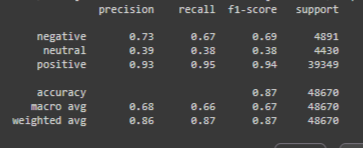 precision recall f1-score support
negative 0.73 0.67 0.69 4891
neutral 0.39 0.38 0.38 4430
positive 0.93 0.95 0.94 39349
accuracy 0.87 48670
macro avg 0.68 0.66 0.67 48670
weighted avg 0.86 0.87 0.87 48670